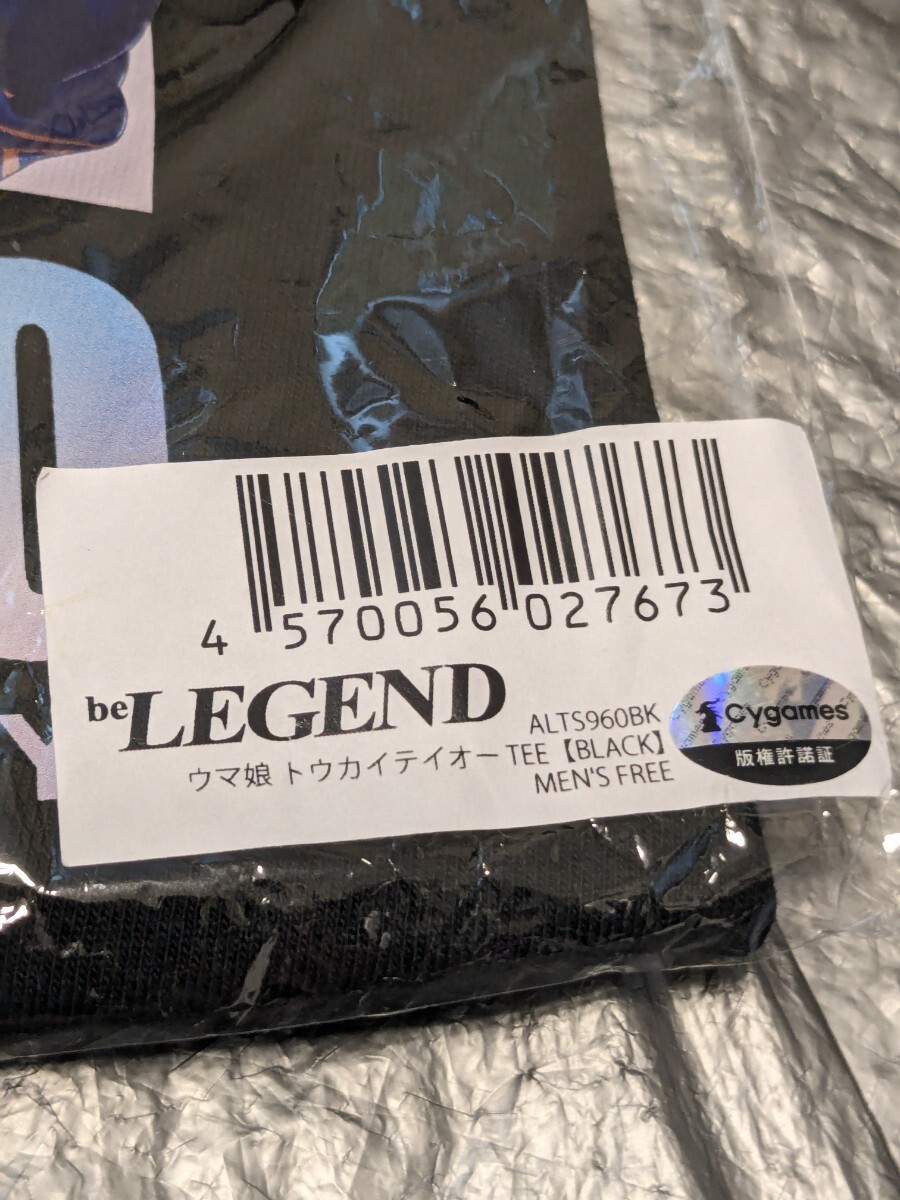 4 570056 027673
beLEGEND
ALTS960BK
ウマ娘 トウカイテイオー TEE【BLACK】
MEN'S FREE
Cygames
版権許諾証